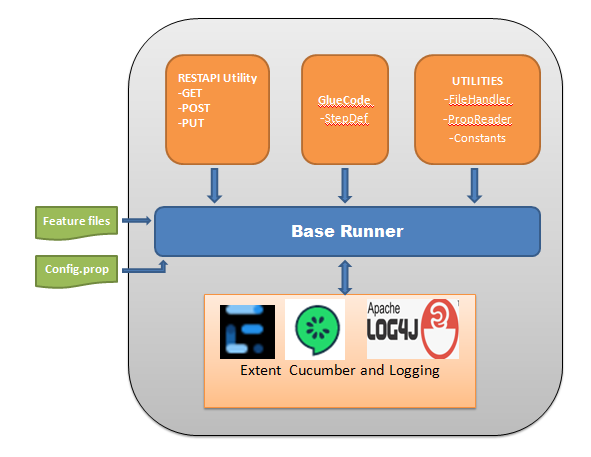 RESTAPI Utility
-GET
-POST
-PUT
GlueCode
-StepDef
UTILITIES
-FileHandler
-PropReader
-Constants
Feature files
Config.prop
Base Runner
Apache
LOG4J
Extent Cucumber and Logging